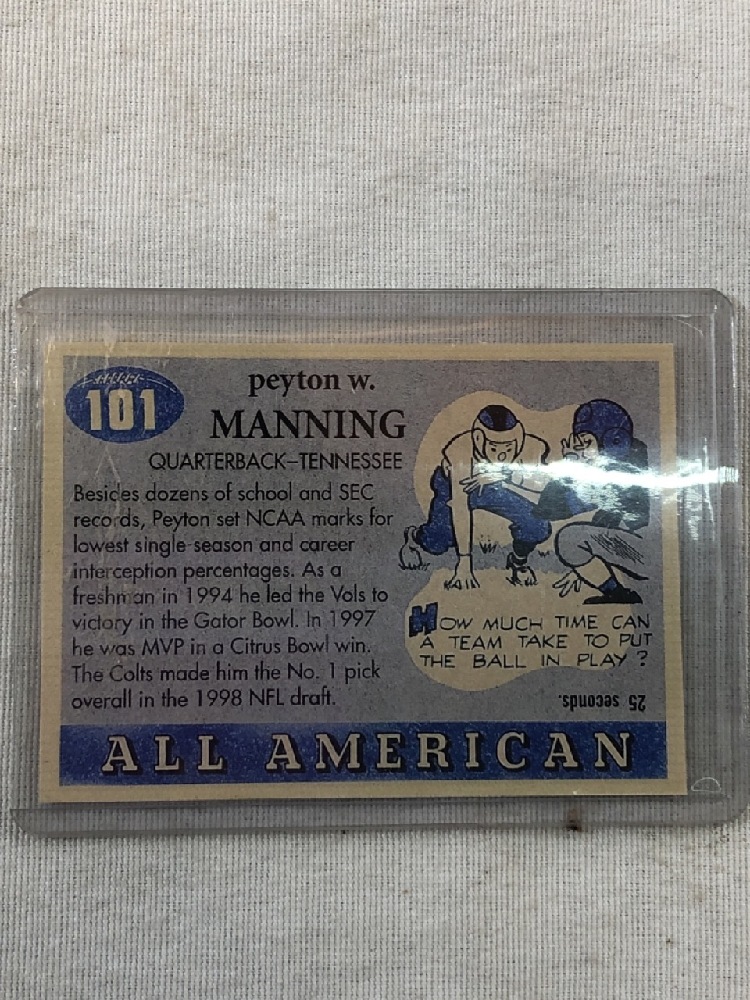 101
peyton w.
MANNING
QUARTERBACK–TENNESSEE
Besides dozens of school and SEC
records, Peyton set NCAA marks for
lowest single-season and career
interception percentages. As a
freshman in 1994 he led the Vols to
victory in the Gator Bowl. In 1997
he was MVP in a Citrus Bowl win.
The Colts made him the No. 1 pick
overall in the 1998 NFL draft.
HOW MUCH TIME CAN
A TEAM TAKE TO PUT
THE BALL IN PLAY?
25 seconds.
ALL AMERICAN